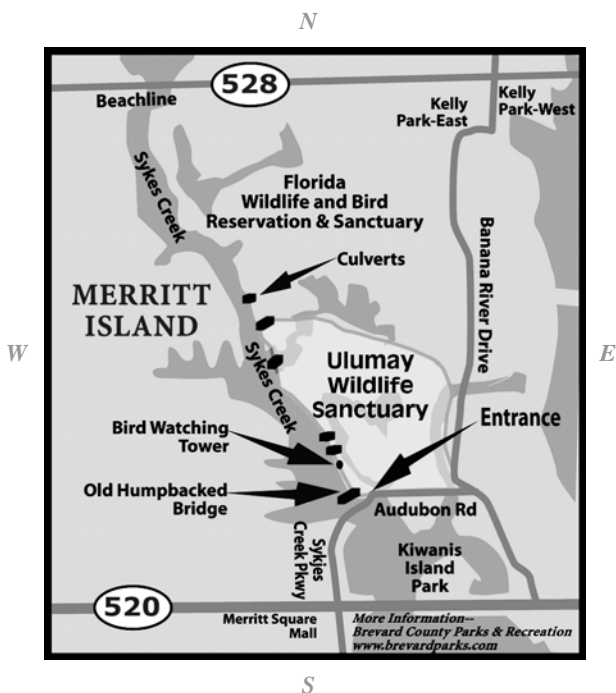 N
528
Beachline
Kelly
Park-East
Kelly
Park-West
Sykes Creek
Florida
Wildlife and Bird
Reservation & Sanctuary
Culverts
Banana River Drive
MERRITT
ISLAND
W
E
Sykes Creek
Ulumay
Wildlife
Sanctuary
Bird Watching
Tower
Entrance
Old Humpbacked
Bridge
Audubon Rd
Sykjes
Creek Pkwy
Kiwanis
Island
Park
520
Merritt Square
Mall
More Information--
Brevard County Parks & Recreation
www.brevardparks.com
S